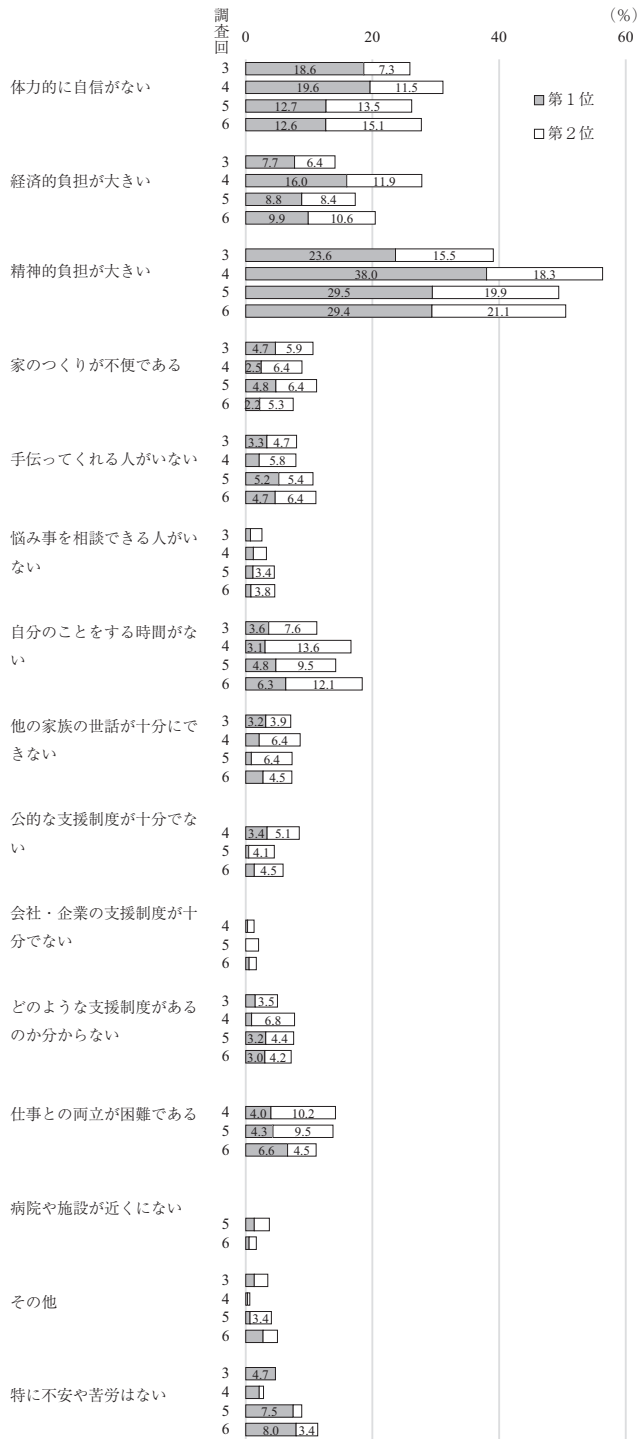 調査回
0
20
40
(%)
60
第1位
第2位
体力的に自信がない
3 18.6 7.3
4 19.6 11.5
5 12.7 13.5
6 12.6 15.1
経済的負担が大きい
3 7.7 6.4
4 16.0 11.9
5 8.8 8.4
6 9.9 10.6
精神的負担が大きい
3 23.6 15.5
4 38.0 18.3
5 29.5 19.9
6 29.4 21.1
家のつくりが不便である
3 4.7 5.9
4 2.5 6.4
5 4.8 6.4
6 2.2 5.3
手伝ってくれる人がいない
3 3.3 4.7
4 5.8
5 5.2 5.4
6 4.7 6.4
悩み事を相談できる人がい
ない
3
4
5 3.4
6 3.8
自分のことをする時間がな
い
3 3.6 7.6
4 3.1 13.6
5 4.8 9.5
6 6.3 12.1
他の家族の世話が十分にで
きない
3 3.2 3.9
4 6.4
5 6.4
6 4.5
公的な支援制度が十分でな
い
4 3.4 5.1
5 4.1
6 4.5
会社・企業の支援制度が十
分でない
4
5
6
どのような支援制度がある
のか分からない
3 3.5
4 6.8
5 3.2 4.4
6 3.0 4.2
仕事との両立が困難である
4 4.0 10.2
5 4.3 9.5
6 6.6 4.5
病院や施設が近くにない
5
6
その他
3
4
5 3.4
6
特に不安や苦労はない
3 4.7
4
5 7.5
6 8.0 3.4